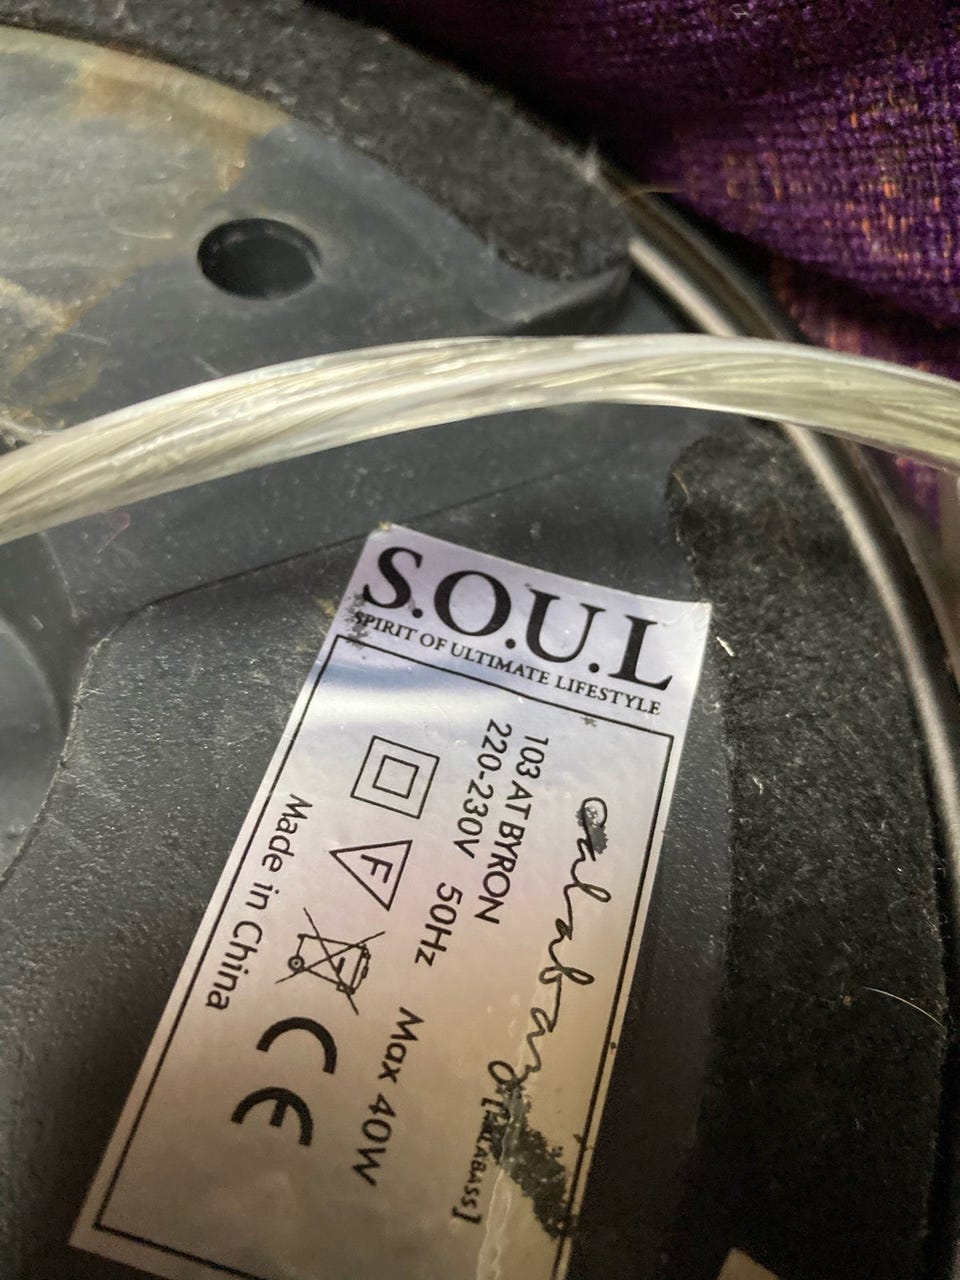 S.O.U.L
SPIRIT OF ULTIMATE LIFESTYLE
103 AT BYRON
220-230V 50Hz Max 40W
F
CE
Made in China